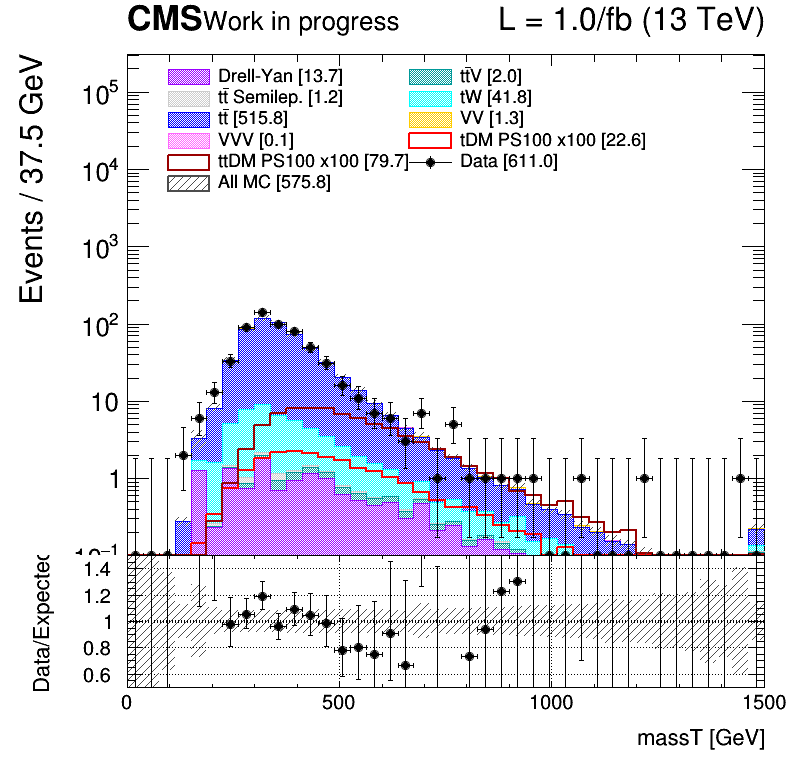 CMS Work in progress L = 1.0/fb (13 TeV)
Events / 37.5 GeV
Drell-Yan [13.7] tt̄V [2.0]
tt̄ Semilep. [1.2] tW [41.8]
tt̄ [515.8] VV [1.3]
VVV [0.1] tDM PS100 x100 [22.6]
ttDM PS100 x100 [79.7] Data [611.0]
All MC [575.8]
10⁵
10⁴
10³
10²
10
1
10⁻¹
Data/Expected
1.4
1.2
1
0.8
0.6
0 500 1000 1500
massT [GeV]